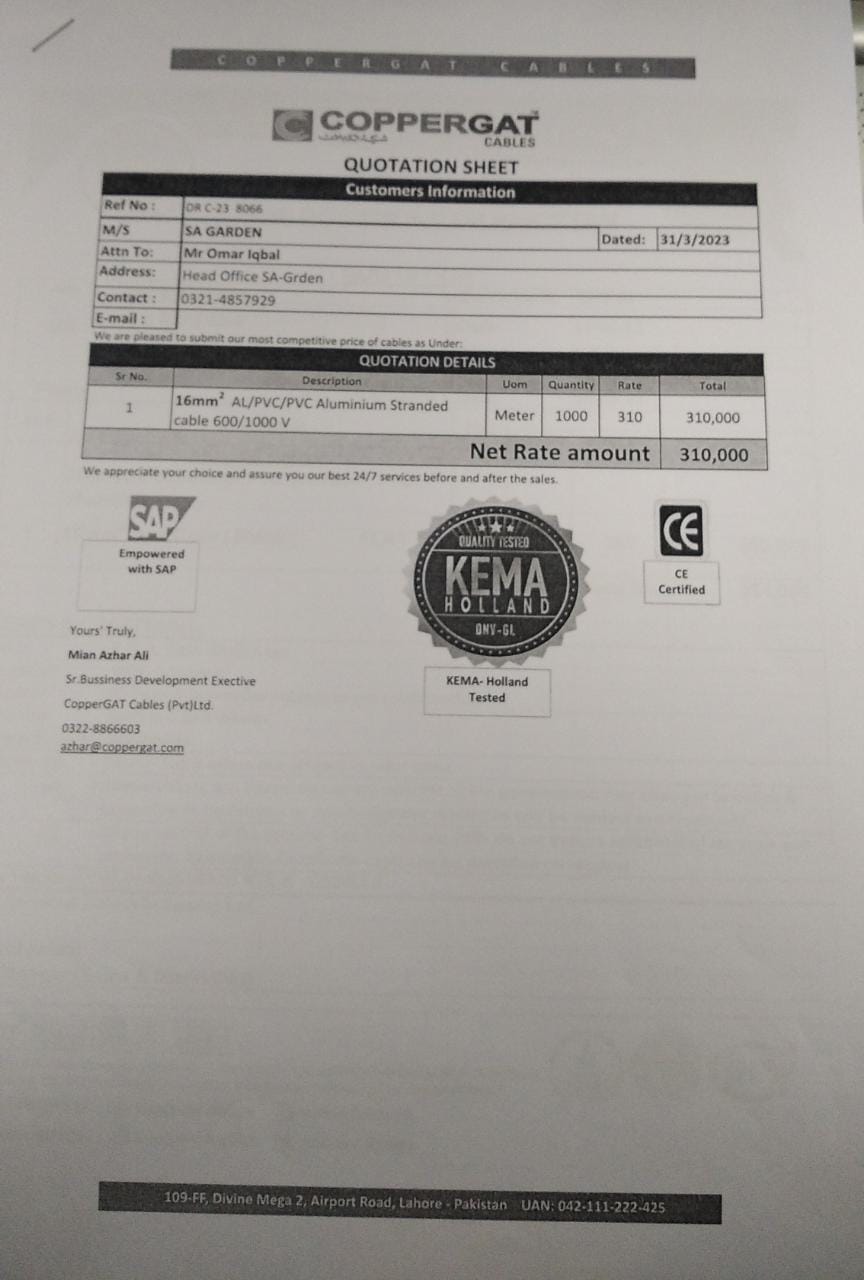 COPPERGAT CABLES
COPPERGAT
CABLES
QUOTATION SHEET
Customers Information
Ref No : DR C-23 8066
M/S SA GARDEN Dated: 31/3/2023
Attn To: Mr Omar Iqbal
Address: Head Office SA-Grden
Contact : 0321-4857929
E-mail :
We are pleased to submit our most competitive price of cables as Under:
QUOTATION DETAILS
Sr No. Description Uom Quantity Rate Total
1 16mm² AL/PVC/PVC Aluminium Stranded cable 600/1000 V Meter 1000 310 310,000
Net Rate amount 310,000
We appreciate your choice and assure you our best 24/7 services before and after the sales.
SAP
Empowered
with SAP
QUALITY TESTED
KEMA
HOLLAND
DNV-GL
KEMA- Holland
Tested
CE
CE
Certified
Yours' Truly,
Mian Azhar Ali
Sr.Bussiness Development Exective
CopperGAT Cables (Pvt)Ltd.
0322-8866603
azhar@coppergat.com
109-FF, Divine Mega 2, Airport Road, Lahore - Pakistan UAN: 042-111-222-425